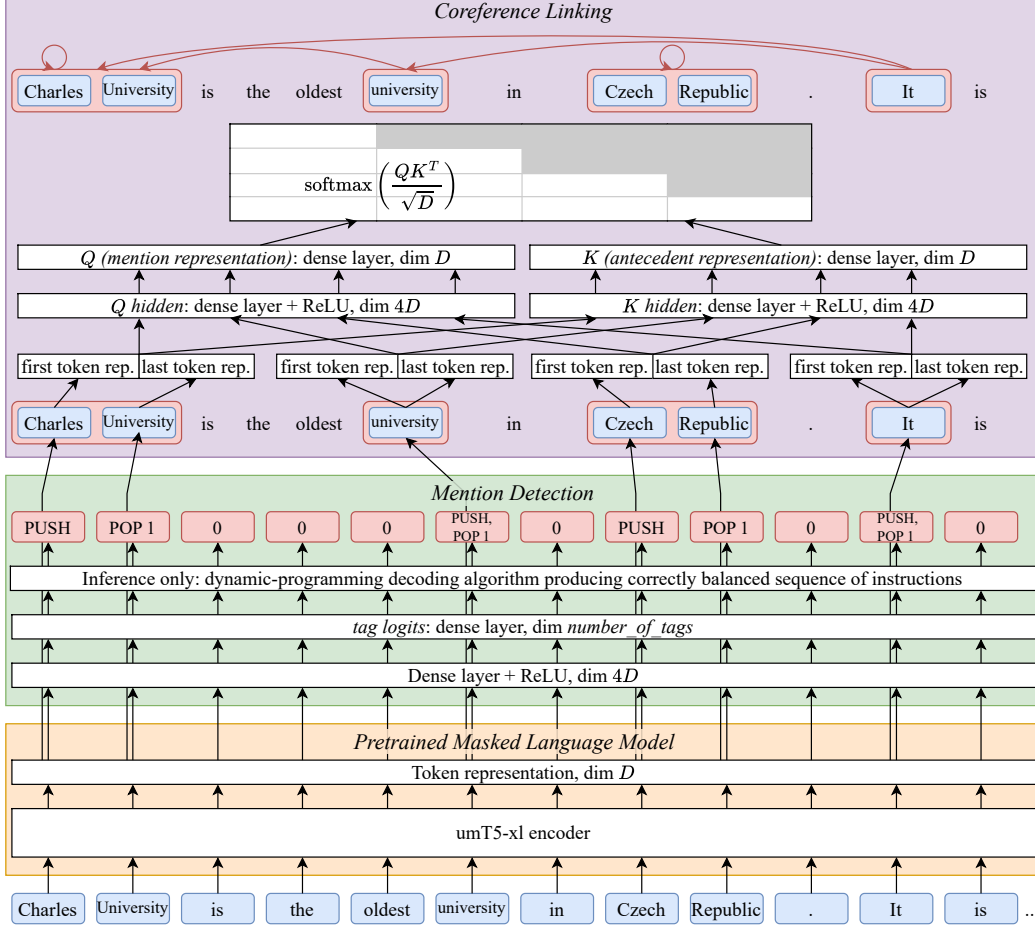 Coreference Linking
Charles University is the oldest university in Czech Republic . It is
softmax(QK^T/√D)
Q (mention representation): dense layer, dim D
K (antecedent representation): dense layer, dim D
Q hidden: dense layer + ReLU, dim 4D
K hidden: dense layer + ReLU, dim 4D
first token rep. last token rep. first token rep. last token rep. first token rep. last token rep. first token rep. last token rep.
Charles University is the oldest university in Czech Republic . It is
Mention Detection
PUSH POP 1 0 0 0 PUSH, POP 1 0 PUSH POP 1 0 PUSH, POP 1 0
Inference only: dynamic-programming decoding algorithm producing correctly balanced sequence of instructions
tag logits: dense layer, dim number_of_tags
Dense layer + ReLU, dim 4D
Pretrained Masked Language Model
Token representation, dim D
umT5-xl encoder
Charles University is the oldest university in Czech Republic . It is ...